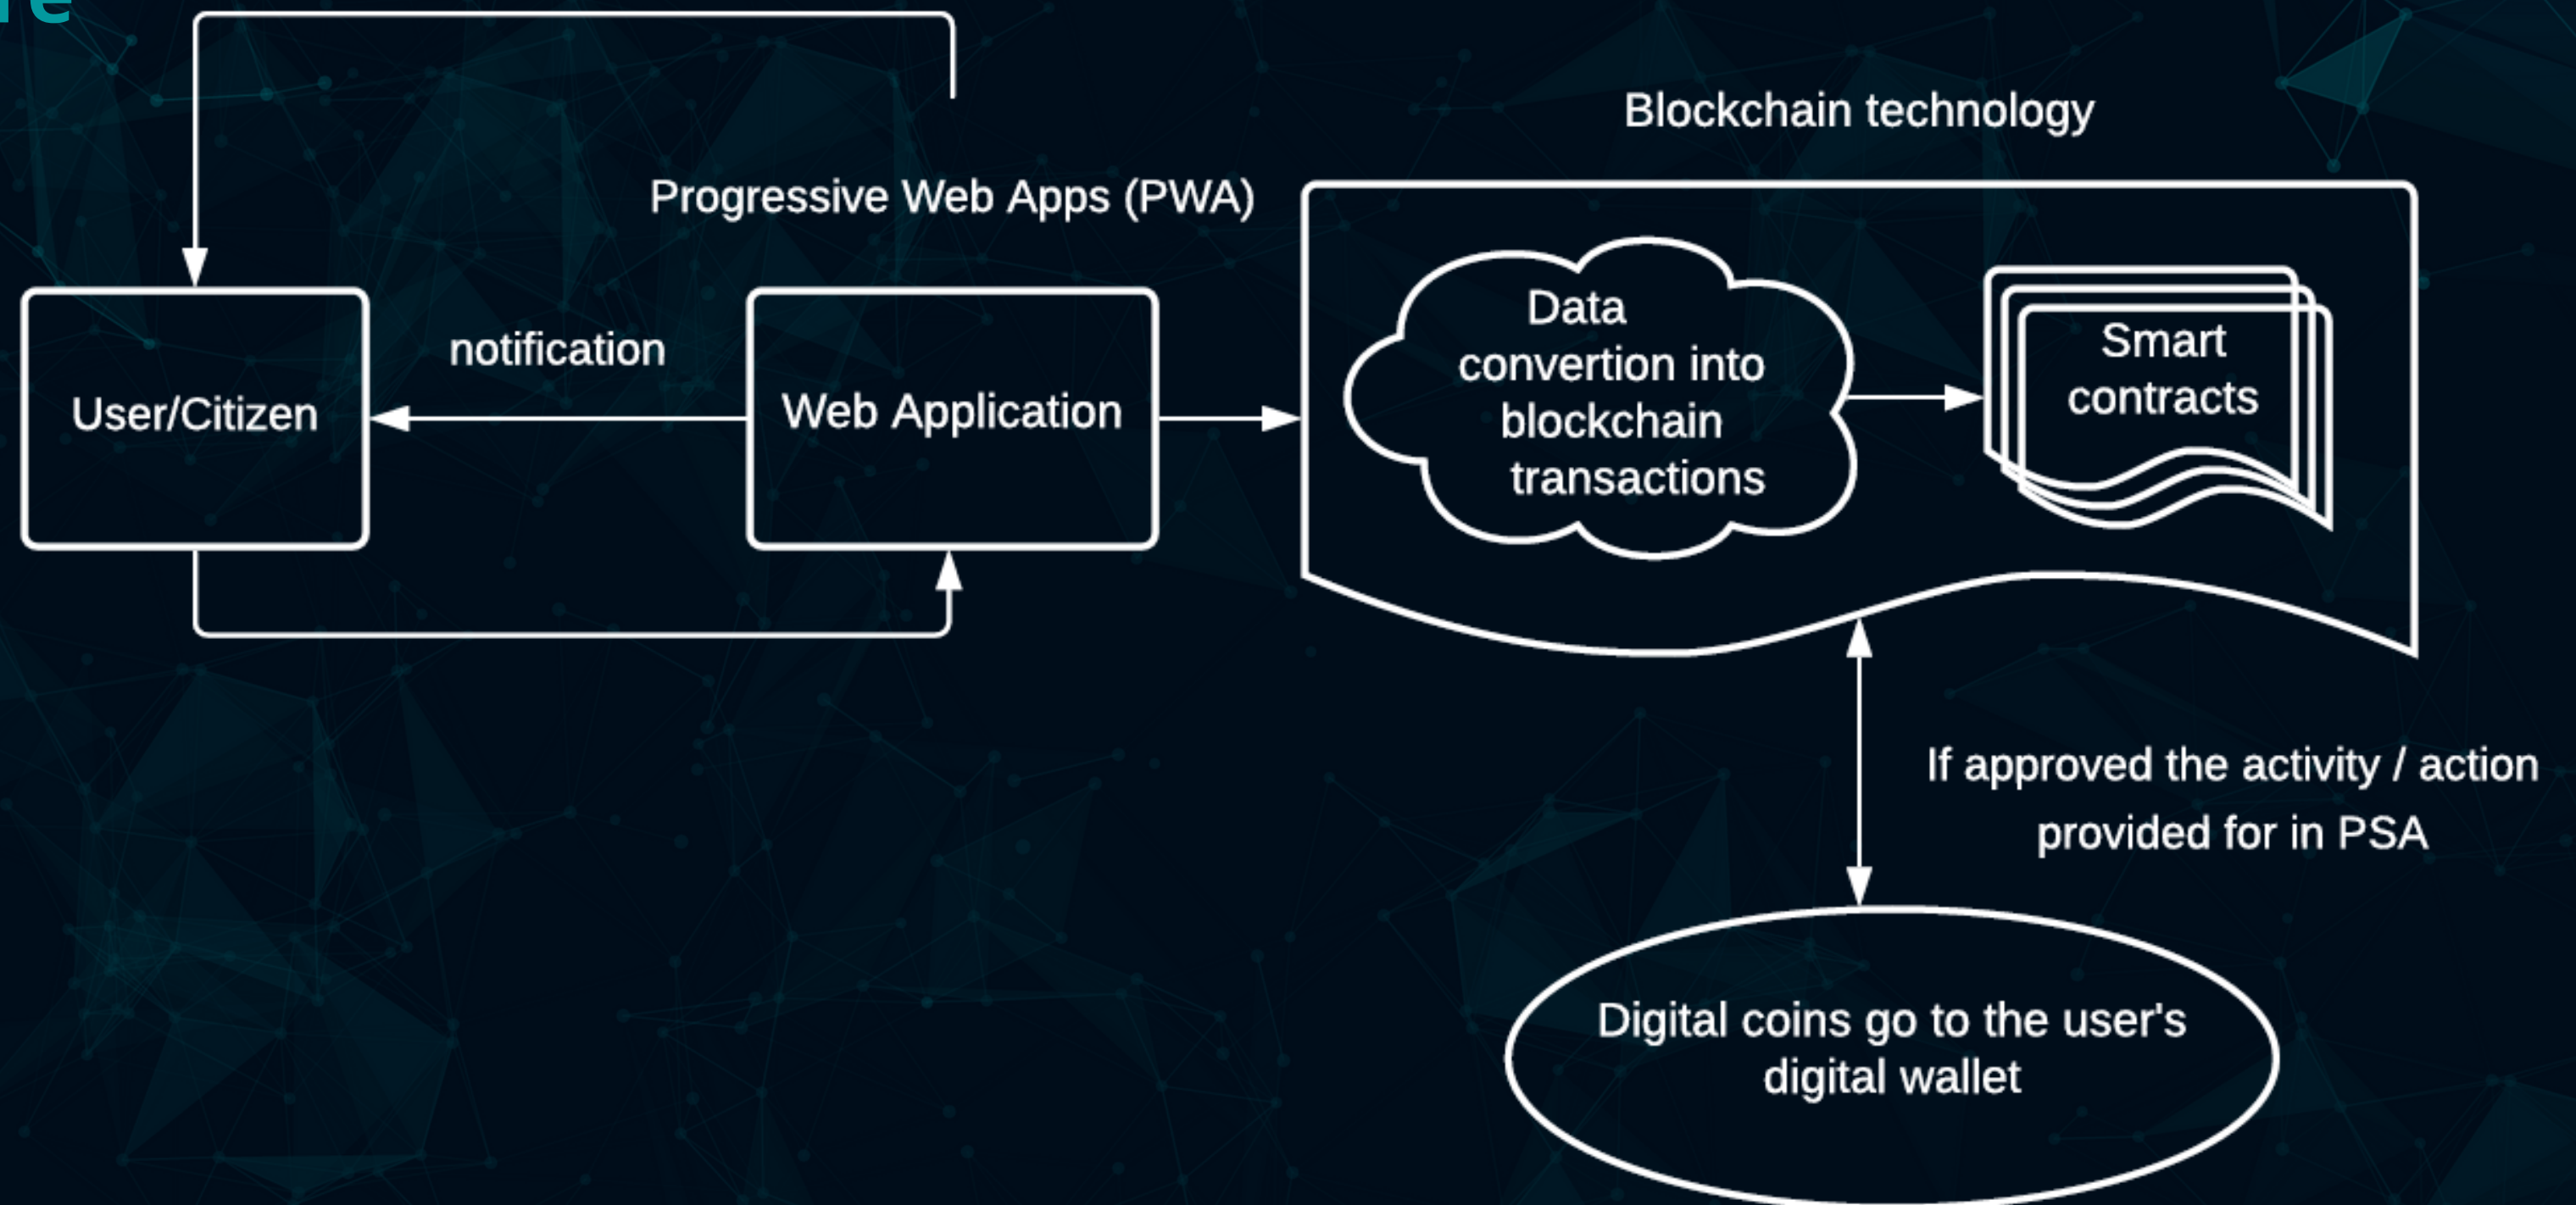 Progressive Web Apps (PWA)
Blockchain technology
User/Citizen
notification
Web Application
Data
convertion into
blockchain
transactions
Smart
contracts
If approved the activity / action
provided for in PSA
Digital coins go to the user's
digital wallet